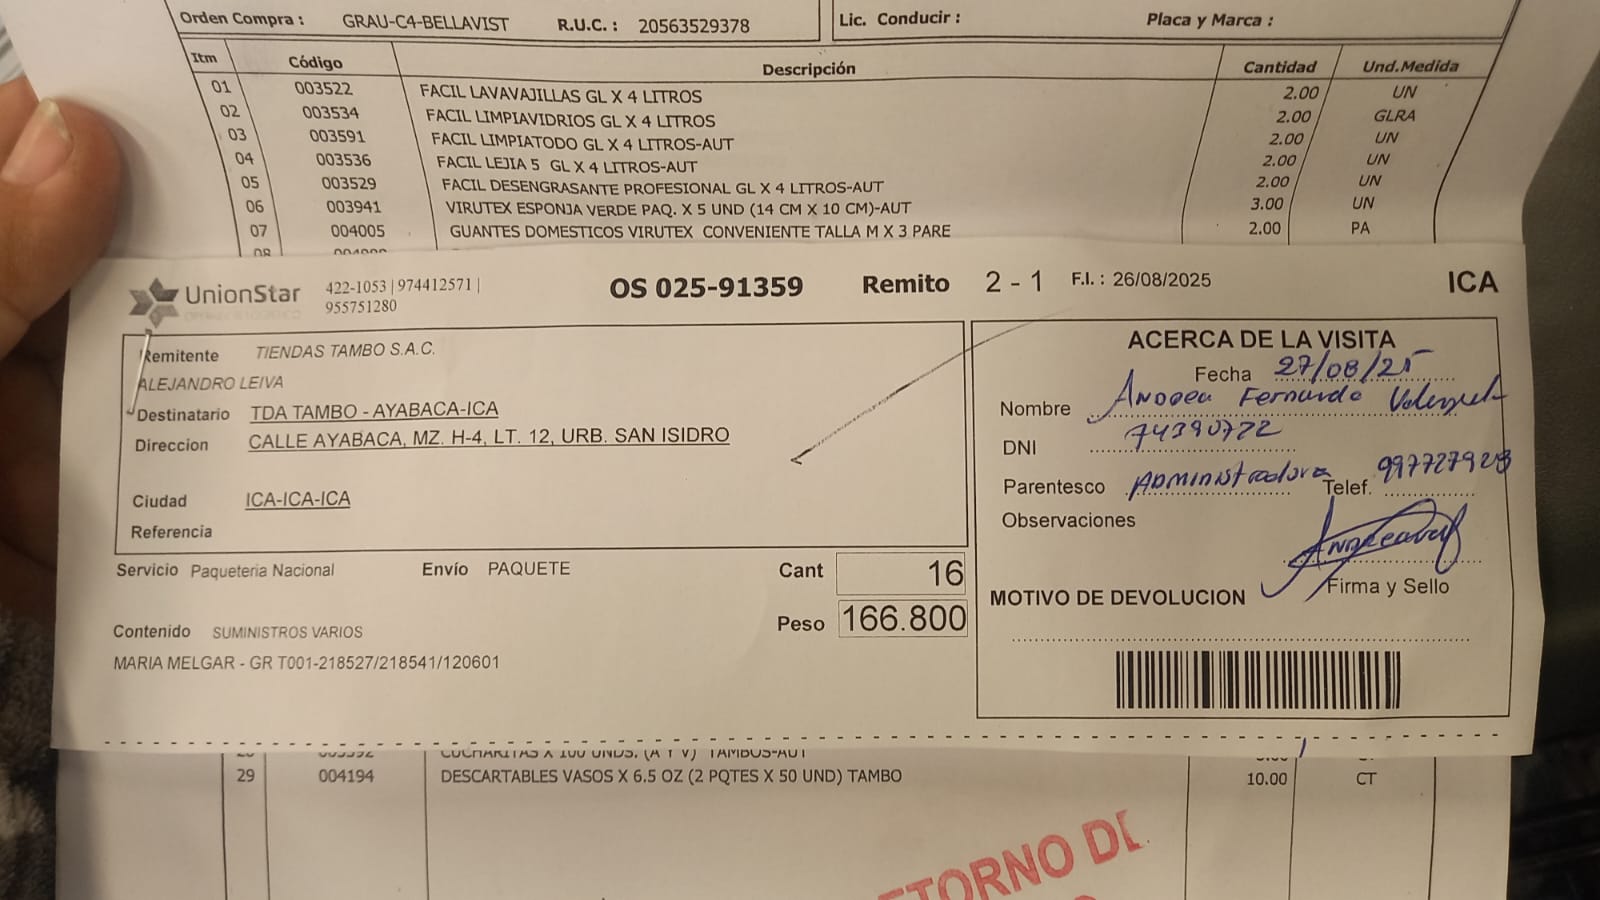 Orden Compra : GRAU-C4-BELLAVIST R.U.C. : 20563529378 Lic. Conducir : Placa y Marca :
Itm Código Descripción Cantidad Und.Medida
01 003522 FACIL LAVAVAJILLAS GL X 4 LITROS 2.00 UN
02 003534 FACIL LIMPIAVIDRIOS GL X 4 LITROS 2.00 GLRA
03 003591 FACIL LIMPIATODO GL X 4 LITROS-AUT 2.00 UN
04 003536 FACIL LEJIA 5 GL X 4 LITROS-AUT 2.00 UN
05 003529 FACIL DESENGRASANTE PROFESIONAL GL X 4 LITROS-AUT 2.00 UN
06 003941 VIRUTEX ESPONJA VERDE PAQ. X 5 UND (14 CM X 10 CM)-AUT 3.00 UN
07 004005 GUANTES DOMESTICOS VIRUTEX CONVENIENTE TALLA M X 3 PARE 2.00 PA
08
UnionStar 422-1053 | 974412571 | OS 025-91359 Remito 2 - 1 F.I. : 26/08/2025 ICA
955751280
Remitente TIENDAS TAMBO S.A.C.
ALEJANDRO LEIVA
Destinatario TDA TAMBO - AYABACA-ICA
Direccion CALLE AYABACA, MZ. H-4, LT. 12, URB. SAN ISIDRO
Ciudad ICA-ICA-ICA
Referencia
Servicio Paqueteria Nacional Envío PAQUETE Cant 16
Peso 166.800
Contenido SUMINISTROS VARIOS
MARIA MELGAR - GR T001-218527/218541/120601
ACERCA DE LA VISITA
Fecha 27/08/25
Nombre Andrea Fernanda
DNI 74390722
Parentesco Administradora Telef.
Observaciones
Firma y Sello
MOTIVO DE DEVOLUCION
CUCHARITAS X 100 UNDS. (A Y V) TAMBOS-AUT
29 004194 DESCARTABLES VASOS X 6.5 OZ (2 PQTES X 50 UND) TAMBO 10.00 CT